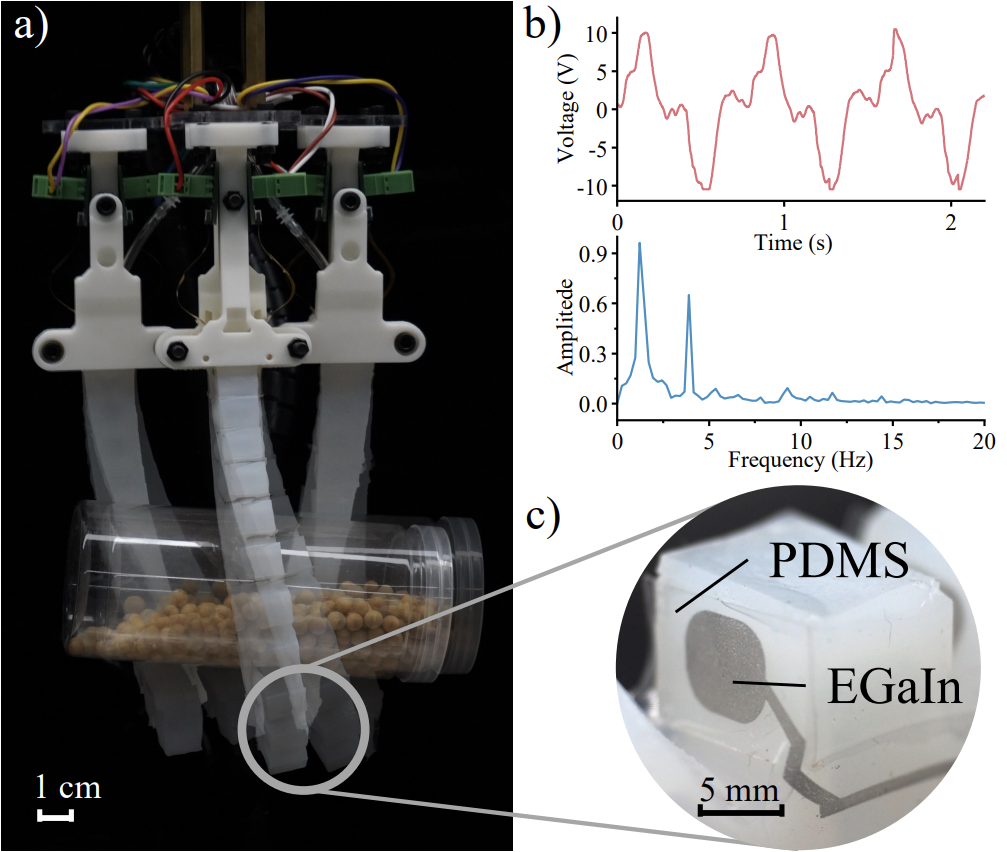 a)
1 cm
b)
Voltage (V)
10
5
0
-5
-10
0 1 2
Time (s)
Amplitede
0.9
0.6
0.3
0.0
0 5 10 15 20
Frequency (Hz)
c)
PDMS
EGaIn
5 mm